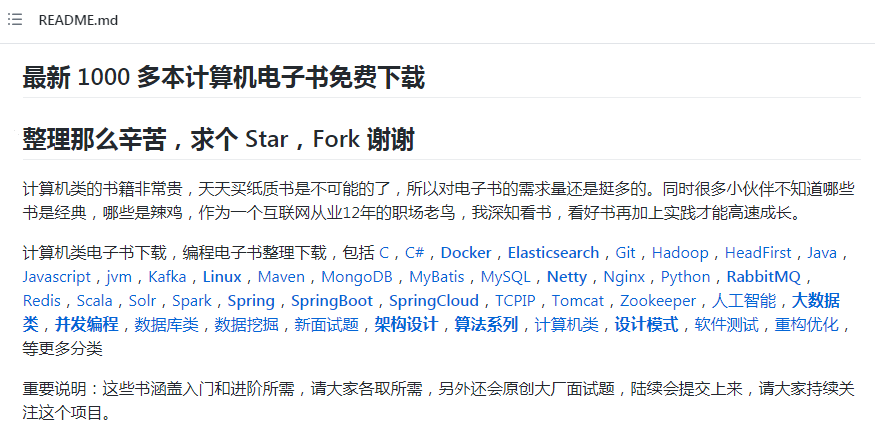 README.md
最新 1000 多本计算机电子书免费下载
整理那么辛苦，求个 Star，Fork 谢谢
计算机类的书籍非常贵，天天买纸质书是不可能的了，所以对电子书的需求量还是挺多的。同时很多小伙伴不知道哪些
书是经典，哪些是辣鸡，作为一个互联网从业12年的职场老鸟，我深知看书，看好书再加上实践才能高速成长。
计算机类电子书下载，编程电子书整理下载，包括 C，C#，Docker，Elasticsearch，Git，Hadoop，HeadFirst，Java，
Javascript，jvm，Kafka，Linux，Maven，MongoDB，MyBatis，MySQL，Netty，Nginx，Python，RabbitMQ，
Redis，Scala，Solr，Spark，Spring，SpringBoot，SpringCloud，TCPIP，Tomcat，Zookeeper，人工智能，大数据
类，并发编程，数据库类，数据挖掘，新面试题，架构设计，算法系列，计算机类，设计模式，软件测试，重构优化，
等更多分类
重要说明：这些书涵盖入门和进阶所需，请大家各取所需，另外还会原创大厂面试题，陆续会提交上来，请大家持续关
注这个项目。